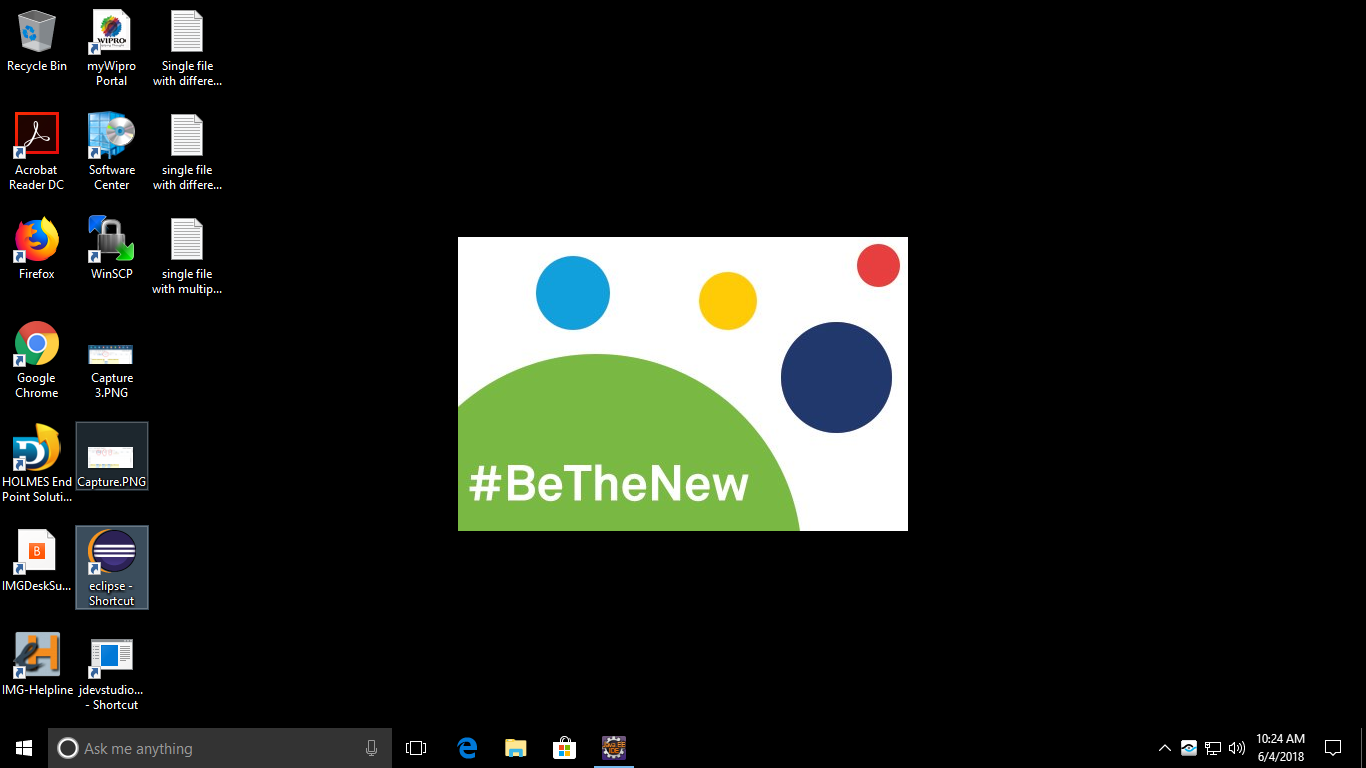 Recycle Bin
myWipro
Portal
WIPRO
Single file
with differe...
Acrobat
Reader DC
Software
Center
single file
with differe...
Firefox
WinSCP
single file
with multip...
Google
Chrome
Capture
3.PNG
HOLMES End
Point Soluti...
Capture.PNG
IMGDeskSu...
B
eclipse -
Shortcut
IMG-Helpline
jdevstudio...
- Shortcut
#BeTheNew
Ask me anything
10:24 AM
6/4/2018